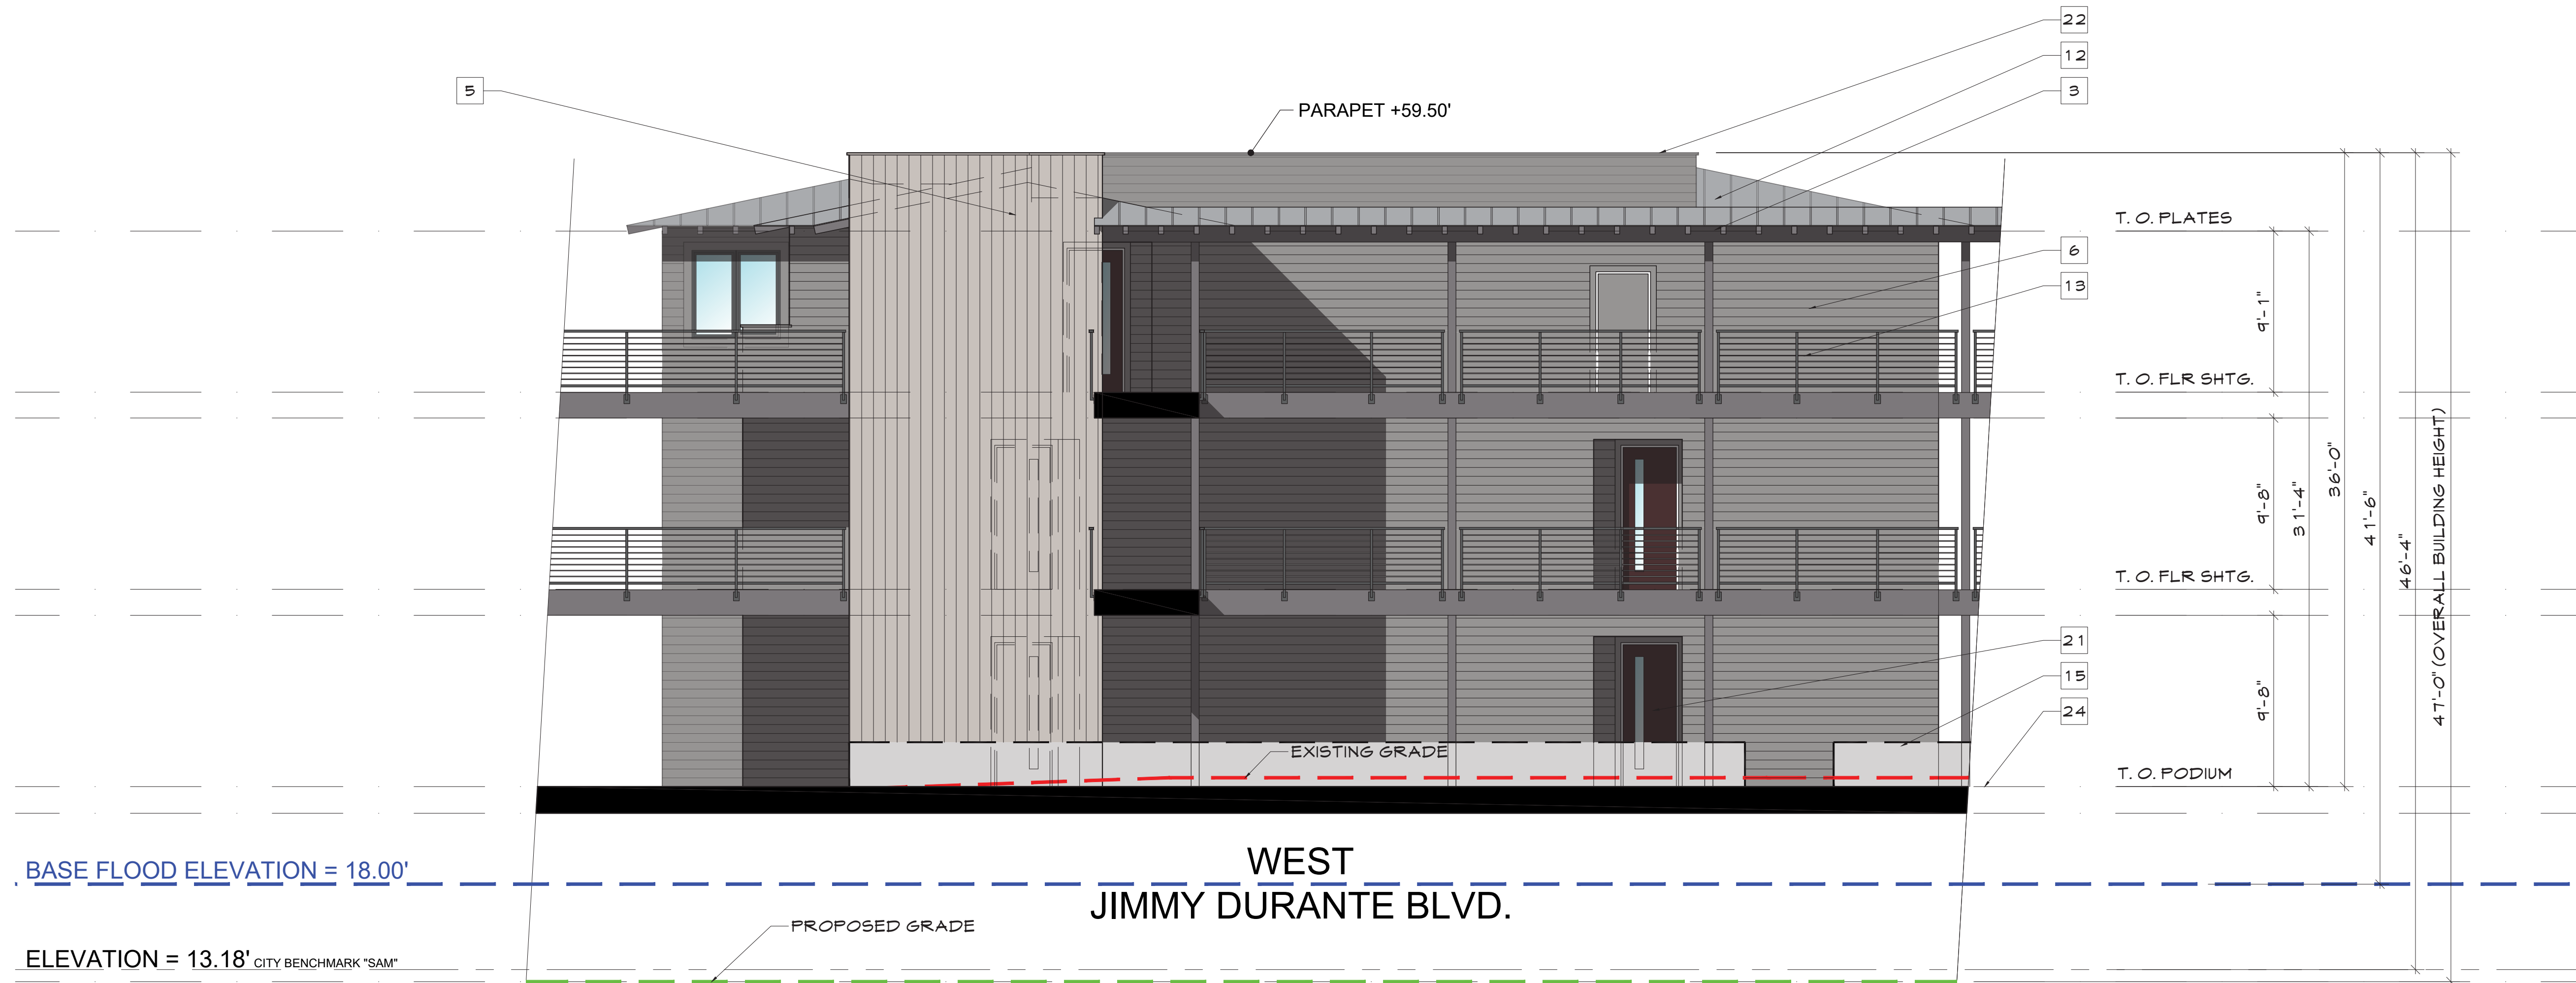 22
12
5
3
PARAPET +59.50'
T. O. PLATES
6
13
9'-1"
T. O. FLR SHTG.
36'-0"
47'-0" (OVERALL BUILDING HEIGHT)
9'-8"
31'-4"
41'-6"
46'-4"
T. O. FLR SHTG.
21
15
9'-8"
24
EXISTING GRADE
T. O. PODIUM
WEST
BASE FLOOD ELEVATION = 18.00'
JIMMY DURANTE BLVD.
PROPOSED GRADE
ELEVATION = 13.18' CITY BENCHMARK "SAM"